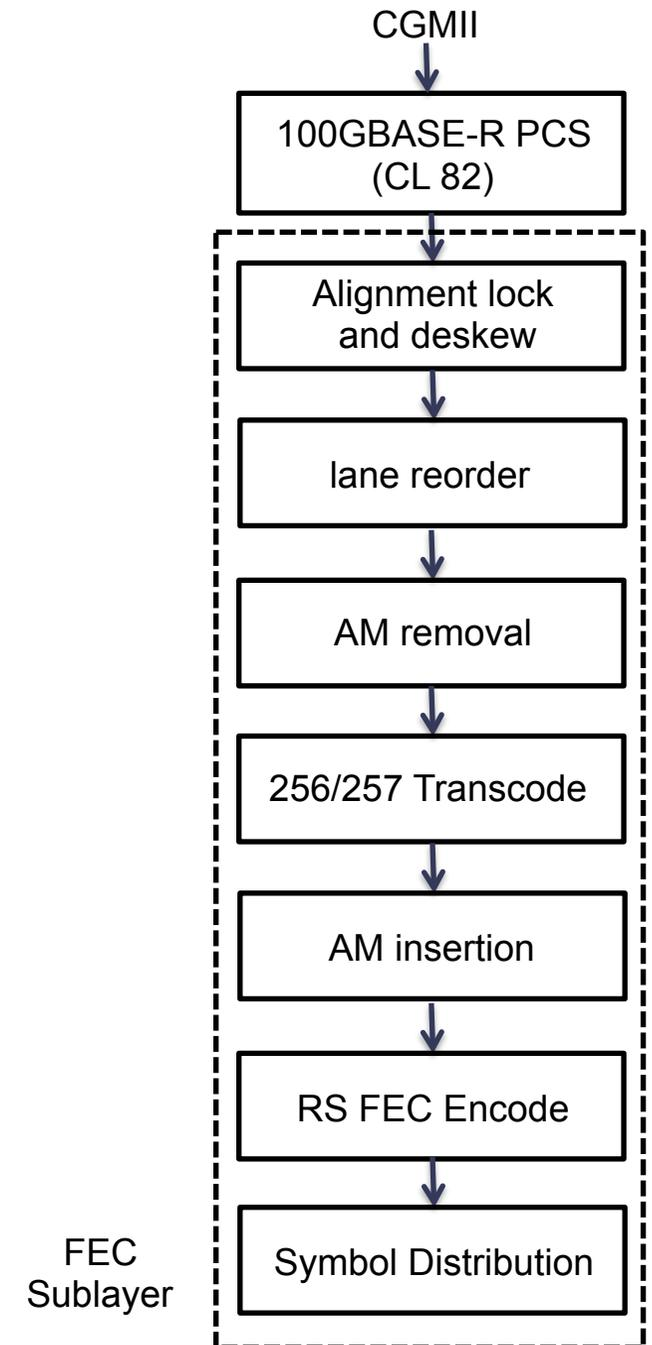 CGMII
100GBASE-R PCS
(CL 82)
Alignment lock
and deskew
lane reorder
AM removal
256/257 Transcode
AM insertion
RS FEC Encode
Symbol Distribution
FEC
Sublayer